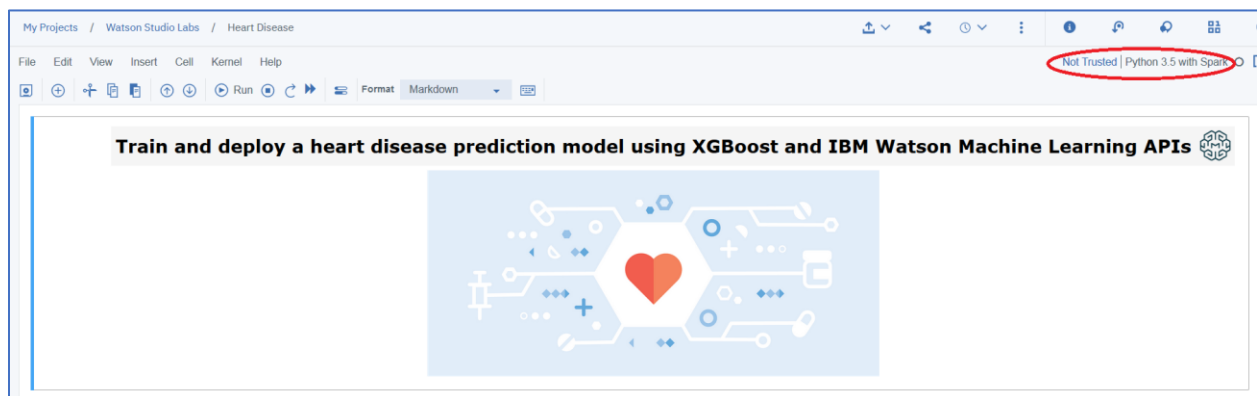 My Projects / Watson Studio Labs / Heart Disease
File Edit View Insert Cell Kernel Help
Not Trusted | Python 3.5 with Spark
Run Format Markdown
Train and deploy a heart disease prediction model using XGBoost and IBM Watson Machine Learning APIs